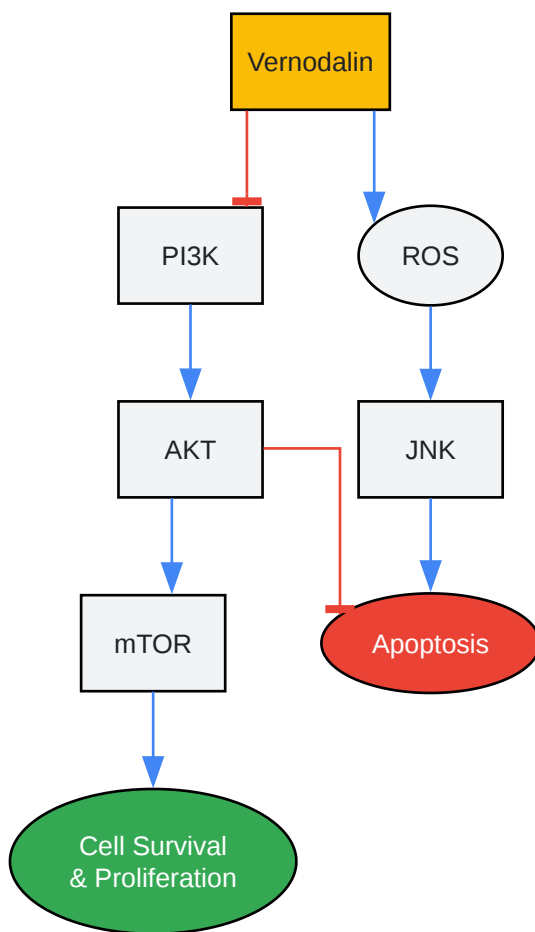 Vernodalin
PI3K
ROS
AKT
JNK
mTOR
Apoptosis
Cell Survival
& Proliferation